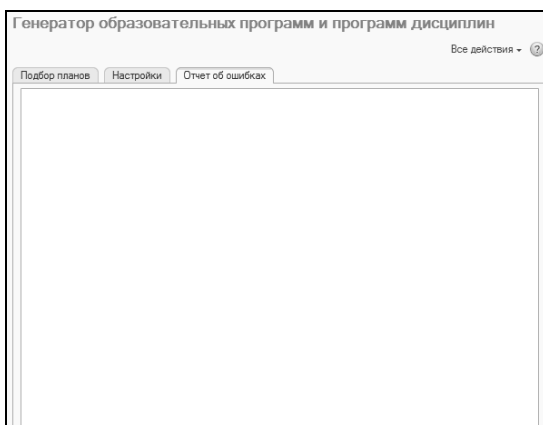 Генератор образовательных программ и программ дисциплин
Все действия
?
Подбор планов Настройки Отчет об ошибках